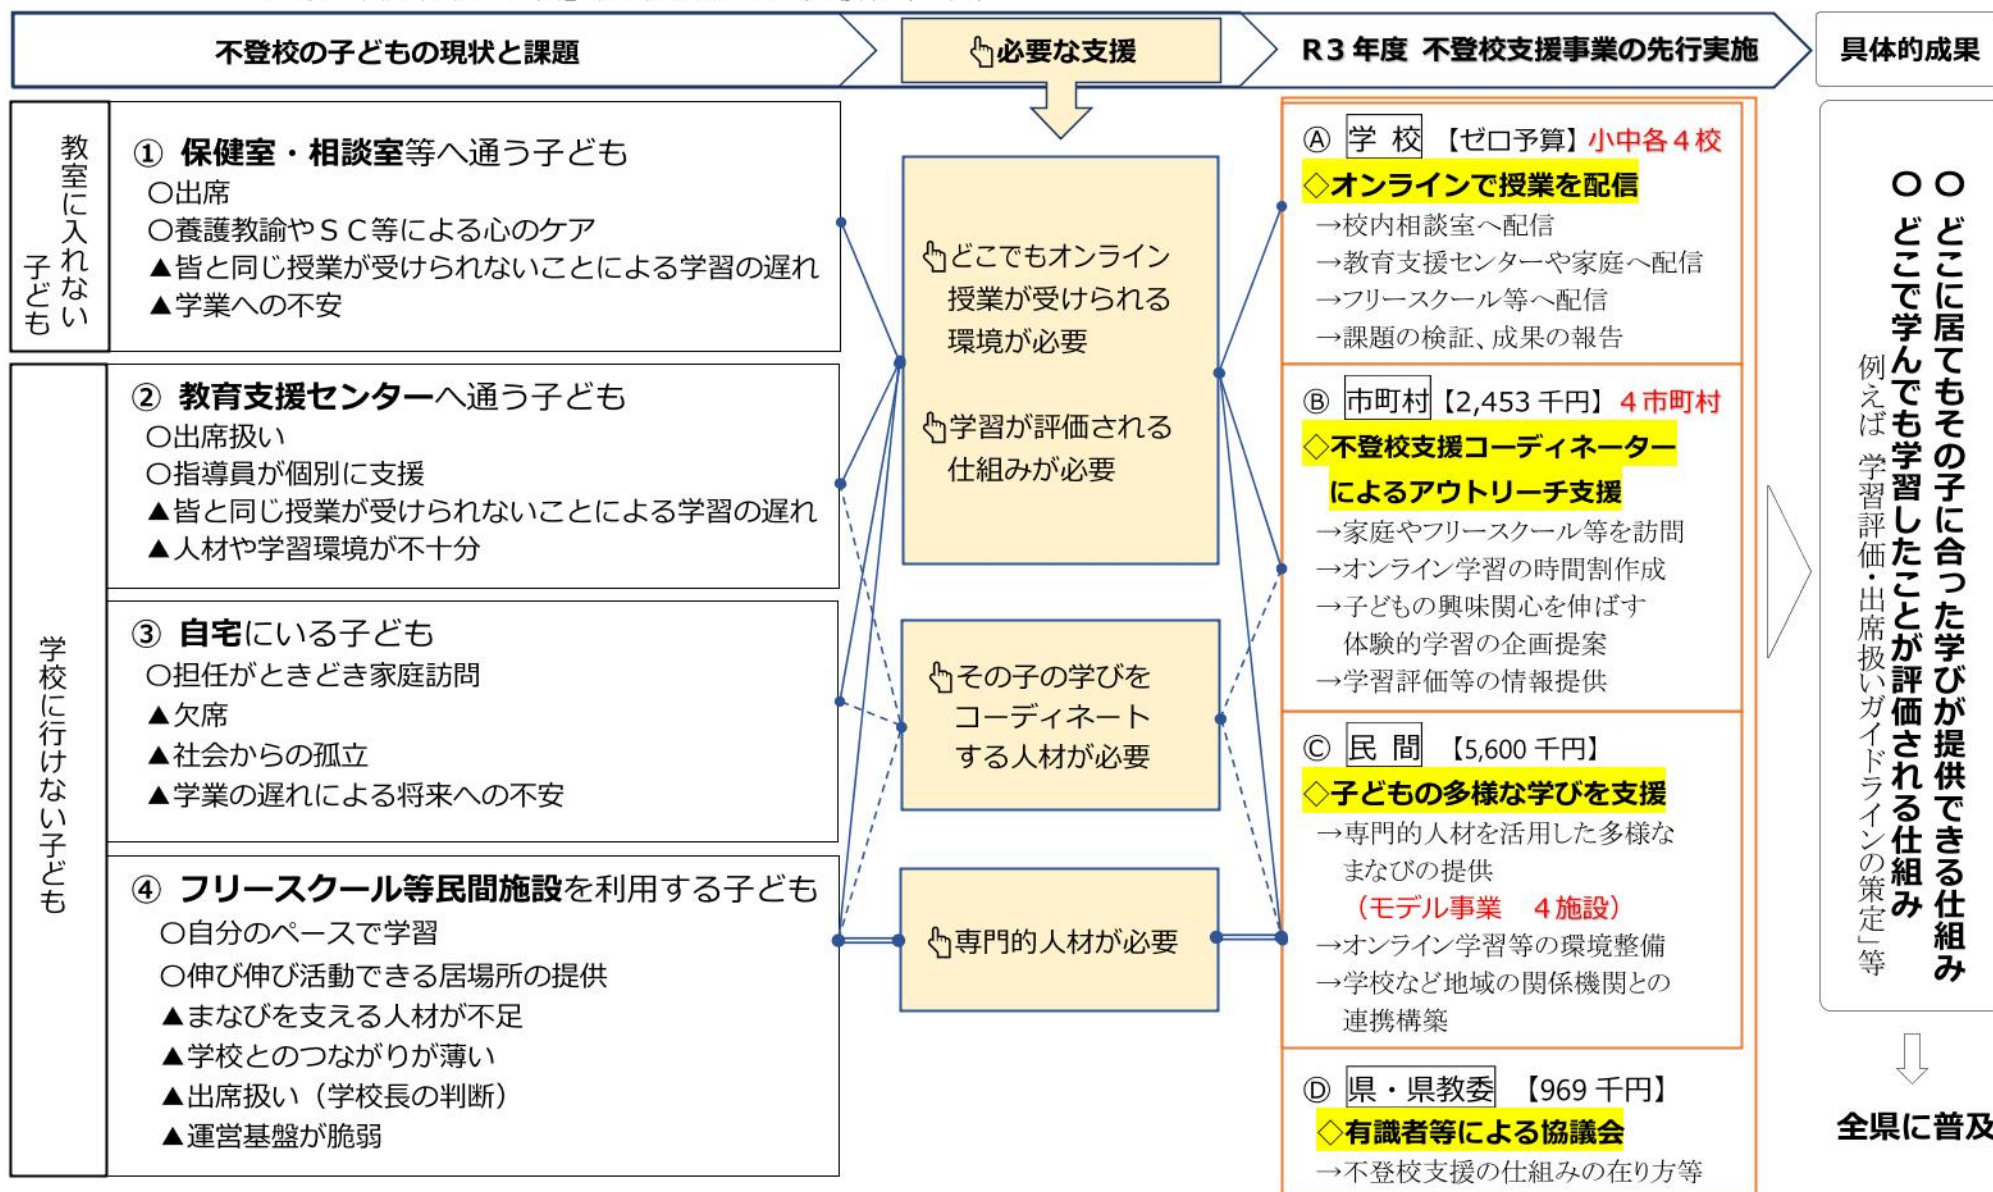 不登校の子どもの現状と課題
必要な支援
R3年度 不登校支援事業の先行実施
具体的成果
教室に入れない
子ども
① 保健室・相談室等へ通う子ども
○出席
○養護教諭やSC等による心のケア
▲皆と同じ授業が受けられないことによる学習の遅れ
▲学業への不安
学校に行けない子ども
② 教育支援センターへ通う子ども
○出席扱い
○指導員が個別に支援
▲皆と同じ授業が受けられないことによる学習の遅れ
▲人材や学習環境が不十分
③ 自宅にいる子ども
○担任がときどき家庭訪問
▲欠席
▲社会からの孤立
▲学業の遅れによる将来への不安
④ フリースクール等民間施設を利用する子ども
○自分のペースで学習
○伸び伸び活動できる居場所の提供
▲まなびを支える人材が不足
▲学校とのつながりが薄い
▲出席扱い（学校長の判断）
▲運営基盤が脆弱
どこでもオンライン
授業が受けられる
環境が必要
学習が評価される
仕組みが必要
その子の学びを
コーディネート
する人材が必要
専門的人材が必要
Ⓐ 学 校 【ゼロ予算】 小中各4校
◇オンラインで授業を配信
→校内相談室へ配信
→教育支援センターや家庭へ配信
→フリースクール等へ配信
→課題の検証、成果の報告
Ⓑ 市町村【2,453千円】 4市町村
◇不登校支援コーディネーター
によるアウトリーチ支援
→家庭やフリースクール等を訪問
→オンライン学習の時間割作成
→子どもの興味関心を伸ばす
体験的学習の企画提案
→学習評価等の情報提供
Ⓒ 民 間 【5,600千円】
◇子どもの多様な学びを支援
→専門的人材を活用した多様な
まなびの提供
（モデル事業 4施設）
→オンライン学習等の環境整備
→学校など地域の関係機関との
連携構築
Ⓓ 県・県教委 【969千円】
◇有識者等による協議会
→不登校支援の仕組みの在り方等
○ どこに居てもその子に合った学びが提供できる仕組み
○ どこで学んでも学習したことが評価される仕組み
例えば 学習評価・出席扱いガイドラインの策定」等
全県に普及